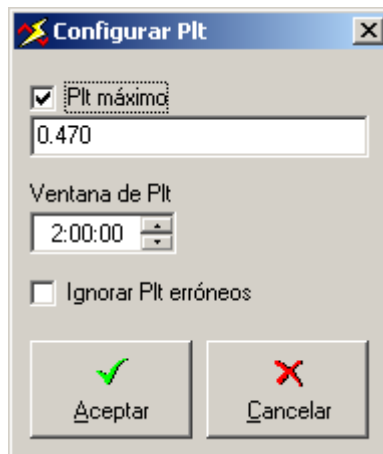 Configurar Plt
Plt máximo
0.470
Ventana de Plt
2:00:00
Ignorar Plt erróneos
Aceptar
Cancelar